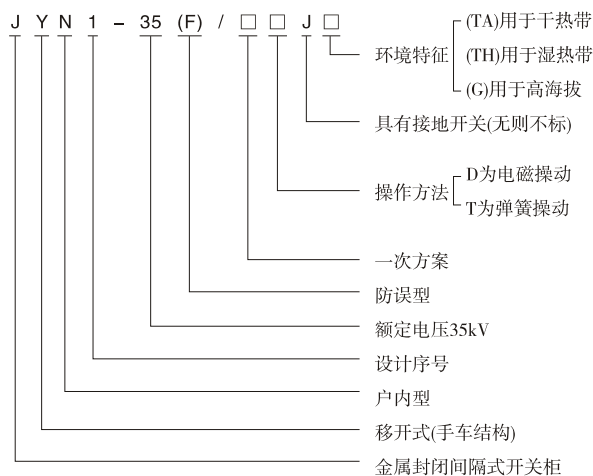 J Y N 1 - 35 (F) / □ □ J □
(TA)用于干热带
环境特征
(TH)用于湿热带
(G)用于高海拔
具有接地开关(无则不标)
D为电磁操动
操作方法
T为弹簧操动
一次方案
防误型
额定电压35kV
设计序号
户内型
移开式(手车结构)
金属封闭间隔式开关柜